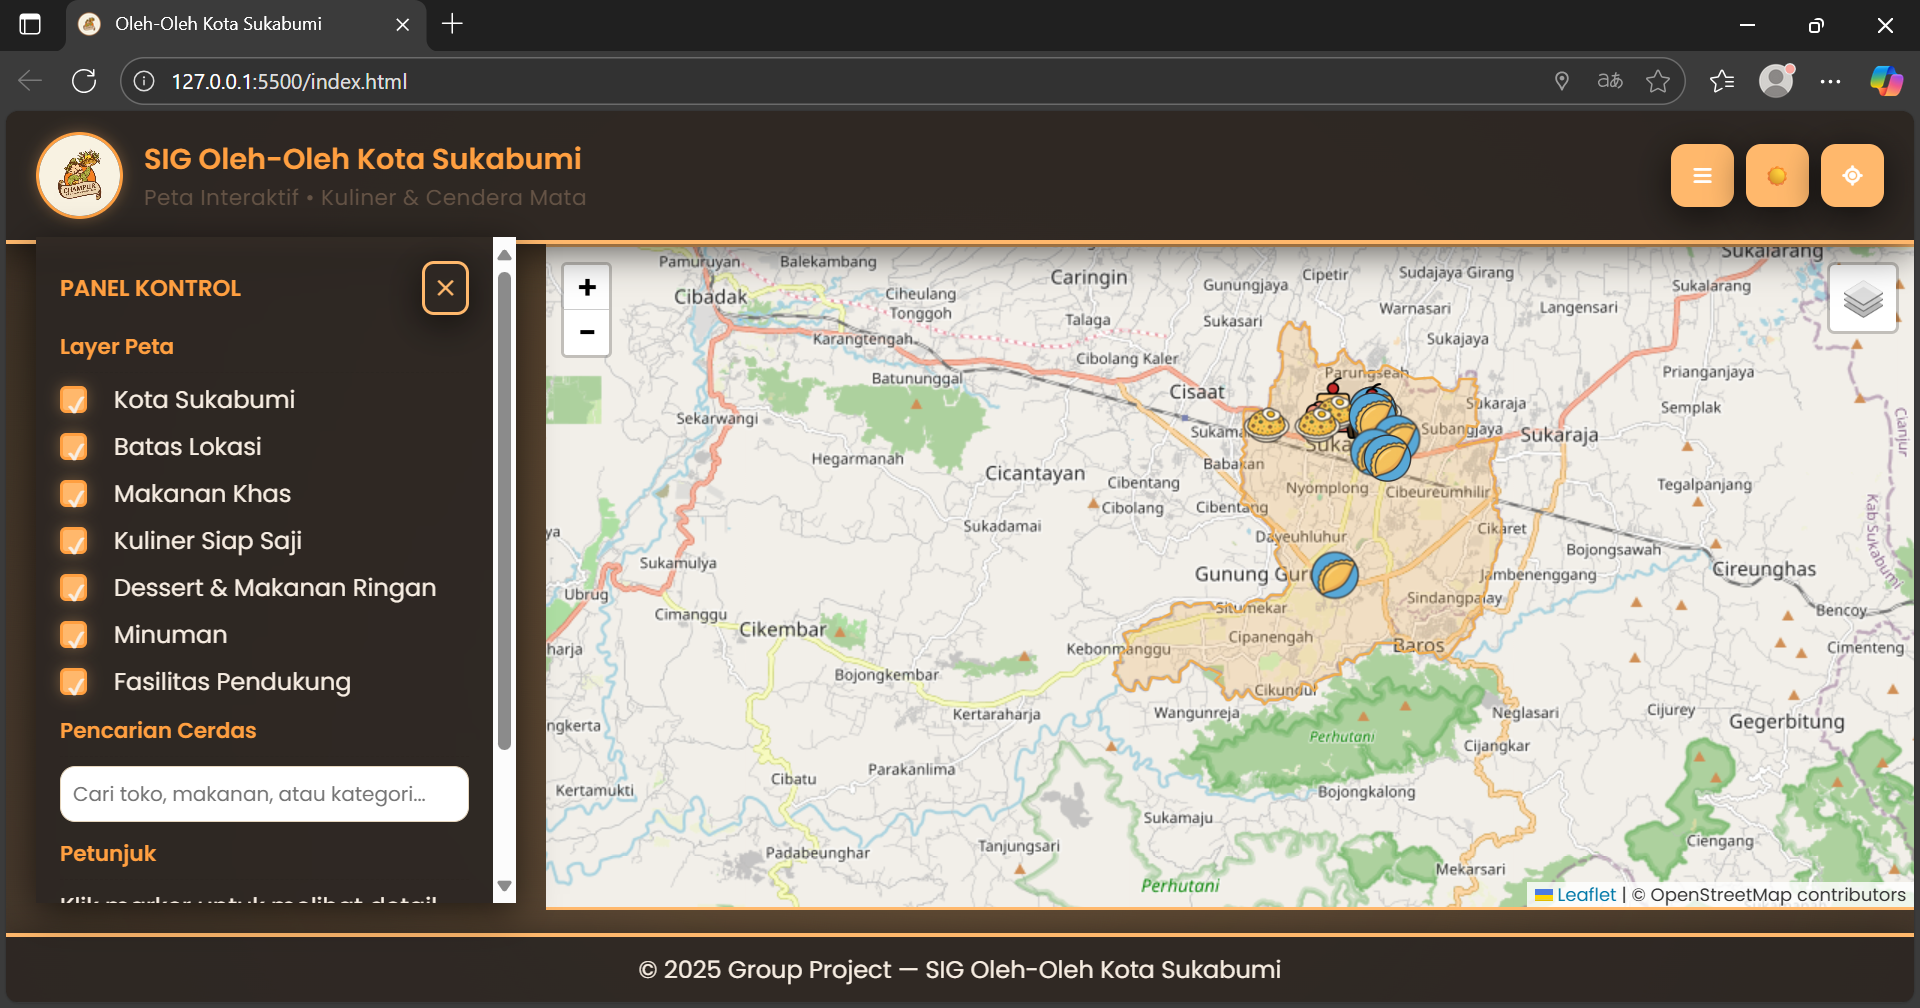 Oleh-Oleh Kota Sukabumi
127.0.0.1:5500/index.html
CHAMPUR
SIG Oleh-Oleh Kota Sukabumi
Peta Interaktif • Kuliner & Cendera Mata
PANEL KONTROL
Layer Peta
Kota Sukabumi
Batas Lokasi
Makanan Khas
Kuliner Siap Saji
Dessert & Makanan Ringan
Minuman
Fasilitas Pendukung
Pencarian Cerdas
Cari toko, makanan, atau kategori...
Petunjuk
Klik marker untuk melihat detail
+
−
Pamuruyan
Balekambang
Caringin
Cipetir
Sudajaya Girang
Sukalarang
Cibadak
Ciheulang
Tonggoh
Gunungjaya
Warnasari
Langensari
Sukalarang
Talaga
Sukasari
Karangtengah
Cibolang Kaler
Sukajaya
Batununggal
Cisaat
Parungseah
Prianganjaya
Sekarwangi
Sukaraja
Semplak
Subangjaya
Sukaraja
Cianjur
Hegarmanah
Cicantayan
Babakan
Cibentang
Nyomplong
Cibeureumhilir
Tegalpanjang
Cibolang
Cibentang
Sukadamai
Cikaret
Kab Sukabumi
ya
Dayeuhluhur
Bojongsawah
Sukamulya
Gunung Gur
Jambenenggang
Cireunghas
Ubrug
Sindangpalay
Situmekar
Bencoy
Cimanggu
Cikembar
Cipanengah
harja
Kebonmanggu
Baros
Cimenteng
Bojongkembar
Cikundul
Kertaraharja
Wangunreja
Neglasari
Cijurey
Gegerbitung
ngkerta
Perhutani
Cijangkar
Cibatu
Parakanlima
Kertamukti
Bojongkalong
Sukamaju
Tanjungsari
Ciengang
Padabeunghar
Mekarsari
Perhutani
Leaflet | © OpenStreetMap contributors
© 2025 Group Project — SIG Oleh-Oleh Kota Sukabumi